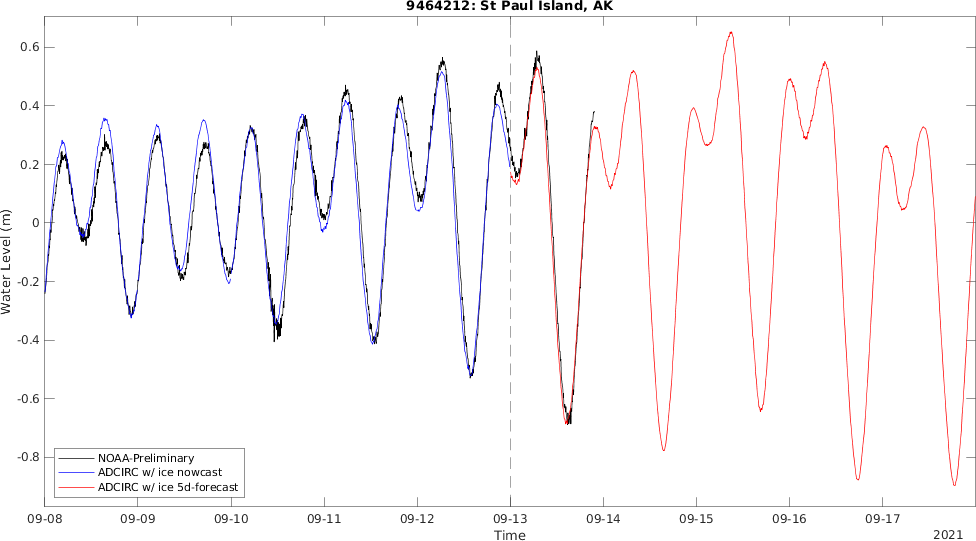 9464212: St Paul Island, AK
Water Level (m)
0.6
0.4
0.2
0
-0.2
-0.4
-0.6
-0.8
NOAA-Preliminary
ADCIRC w/ ice nowcast
ADCIRC w/ ice 5d-forecast
09-08 09-09 09-10 09-11 09-12 09-13 09-14 09-15 09-16 09-17
Time
2021